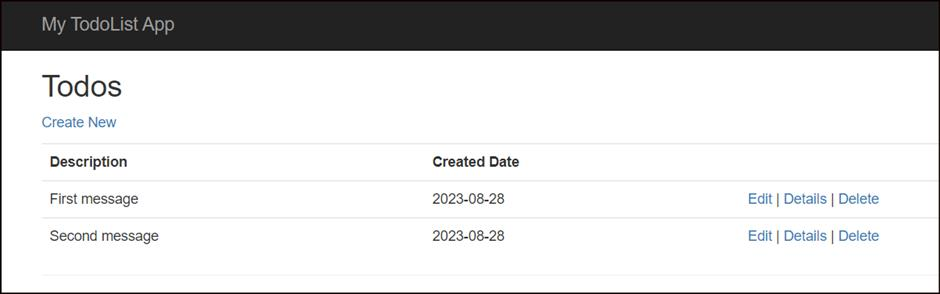 My TodoList App
Todos
Create New
Description Created Date
First message 2023-08-28 Edit | Details | Delete
Second message 2023-08-28 Edit | Details | Delete